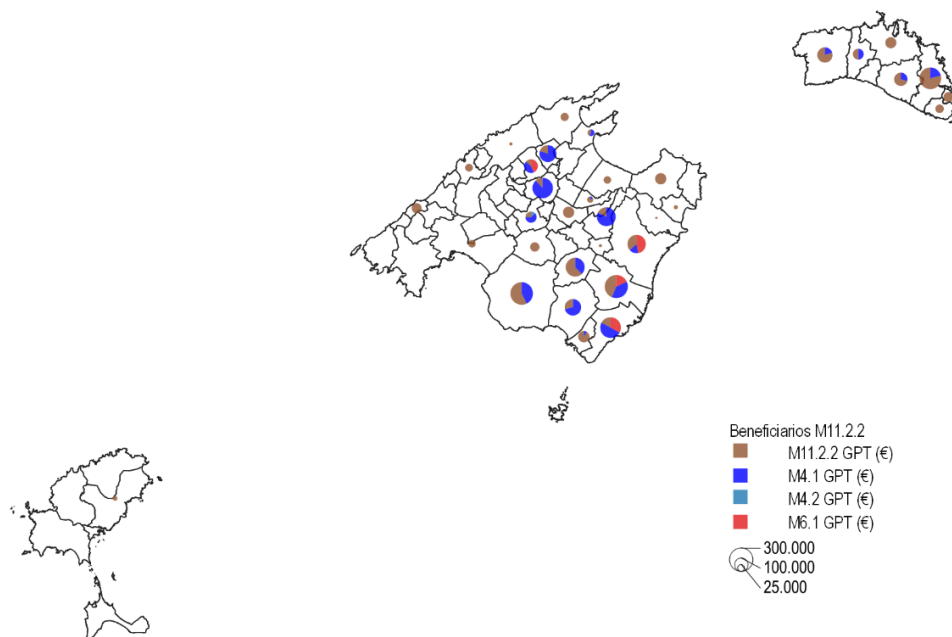 Beneficiarios M11.2.2
M11.2.2 GPT (€)
M4.1 GPT (€)
M4.2 GPT (€)
M6.1 GPT (€)
300.000
100.000
25.000